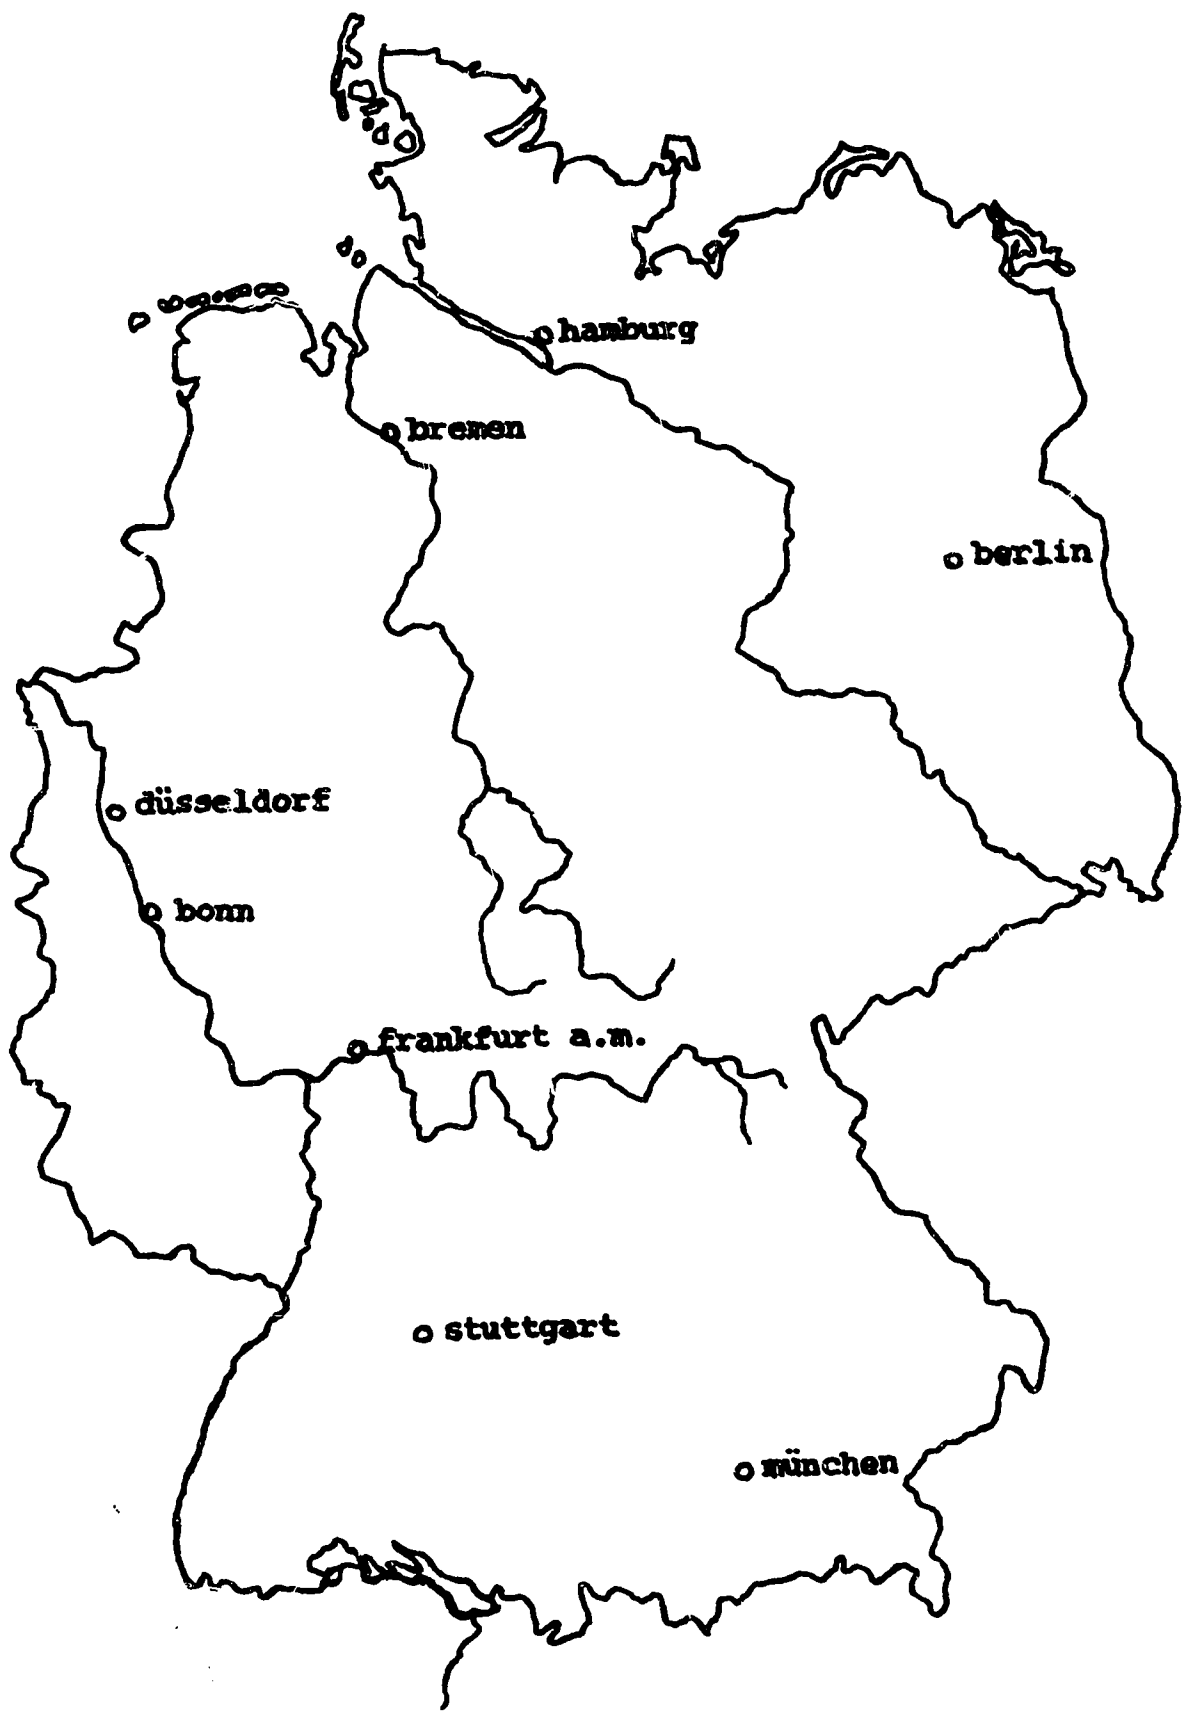 hamburg
bremen
berlin
düsseldorf
bonn
frankfurt a.m.
stuttgart
münchen